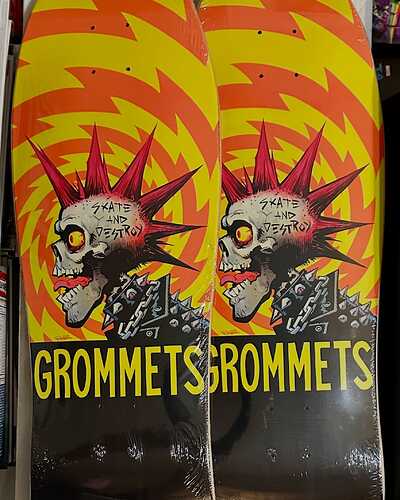 SKATE
AND
DESTROY
GROMMETS
SKATE
AND
DESTROY
GROMMETS